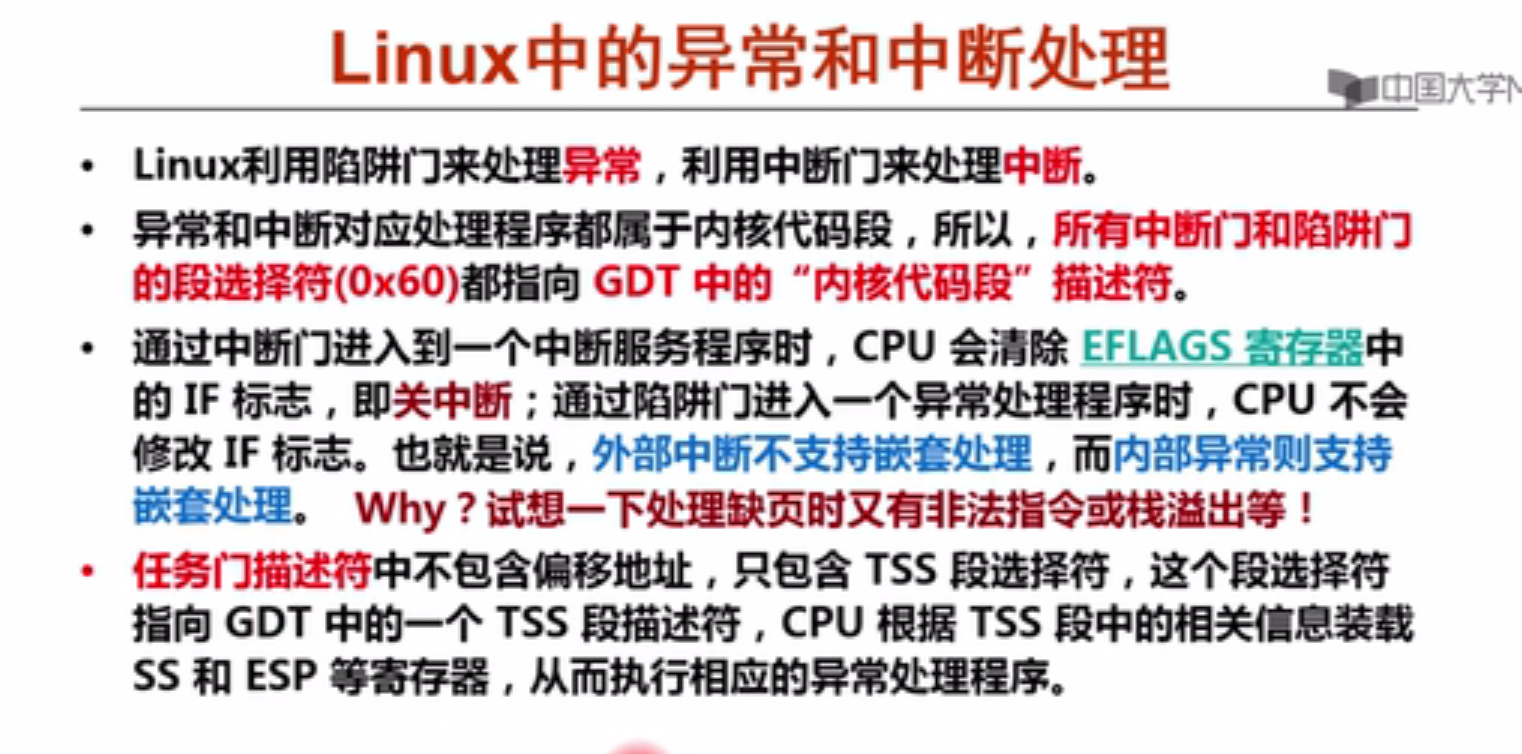 Linux中的异常和中断处理
中国大学M
• Linux利用陷阱门来处理异常，利用中断门来处理中断。
• 异常和中断对应处理程序都属于内核代码段，所以，所有中断门和陷阱门
的段选择符(0x60)都指向 GDT 中的“内核代码段”描述符。
• 通过中断门进入到一个中断服务程序时，CPU 会清除 EFLAGS 寄存器中
的 IF 标志，即关中断；通过陷阱门进入一个异常处理程序时，CPU 不会
修改 IF 标志。也就是说，外部中断不支持嵌套处理，而内部异常则支持
嵌套处理。 Why？试想一下处理缺页时又有非法指令或栈溢出等！
• 任务门描述符中不包含偏移地址，只包含 TSS 段选择符，这个段选择符
指向 GDT 中的一个 TSS 段描述符，CPU 根据 TSS 段中的相关信息装载
SS 和 ESP 等寄存器，从而执行相应的异常处理程序。